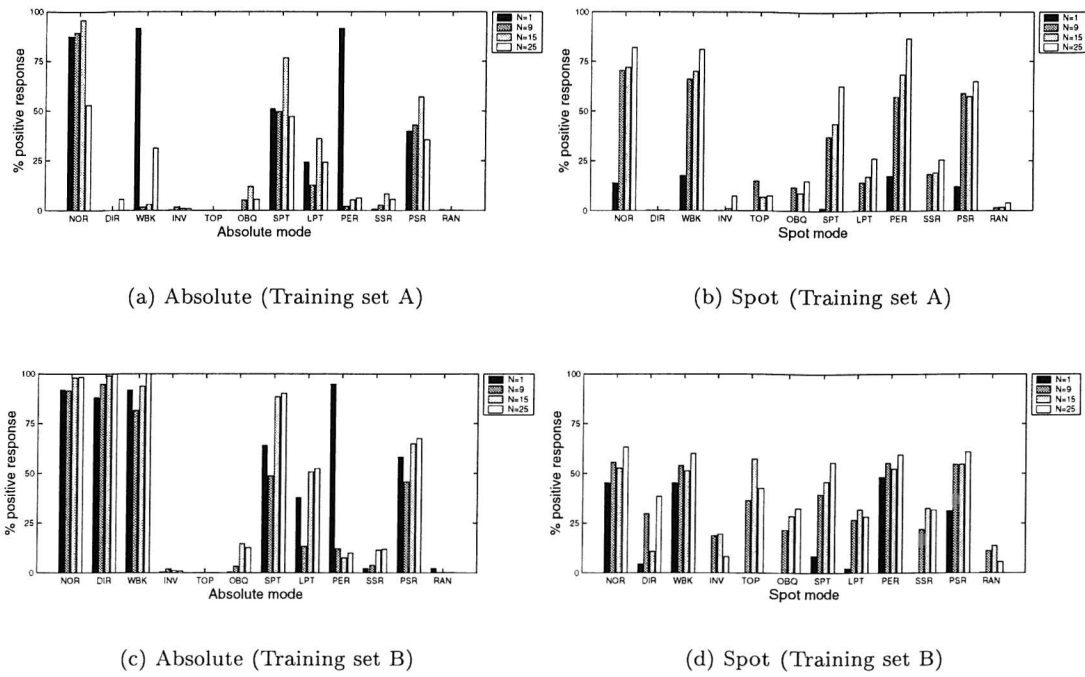 100
75
50
25
0
% positive response
NOR DIR WBK INV TOP OBQ SPT LPT PER SSR PSR RAN
Absolute mode
N=1
N=9
N=15
N=25
(a) Absolute (Training set A)
100
75
50
25
0
% positive response
NOR DIR WBK INV TOP OBQ SPT LPT PER SSR PSR RAN
Spot mode
N=1
N=9
N=15
N=25
(b) Spot (Training set A)
100
75
50
25
0
% positive response
NOR DIR WBK INV TOP OBQ SPT LPT PER SSR PSR RAN
Absolute mode
N=1
N=9
N=15
N=25
(c) Absolute (Training set B)
100
75
50
25
0
% positive response
NOR DIR WBK INV TOP OBQ SPT LPT PER SSR PSR RAN
Spot mode
N=1
N=9
N=15
N=25
(d) Spot (Training set B)